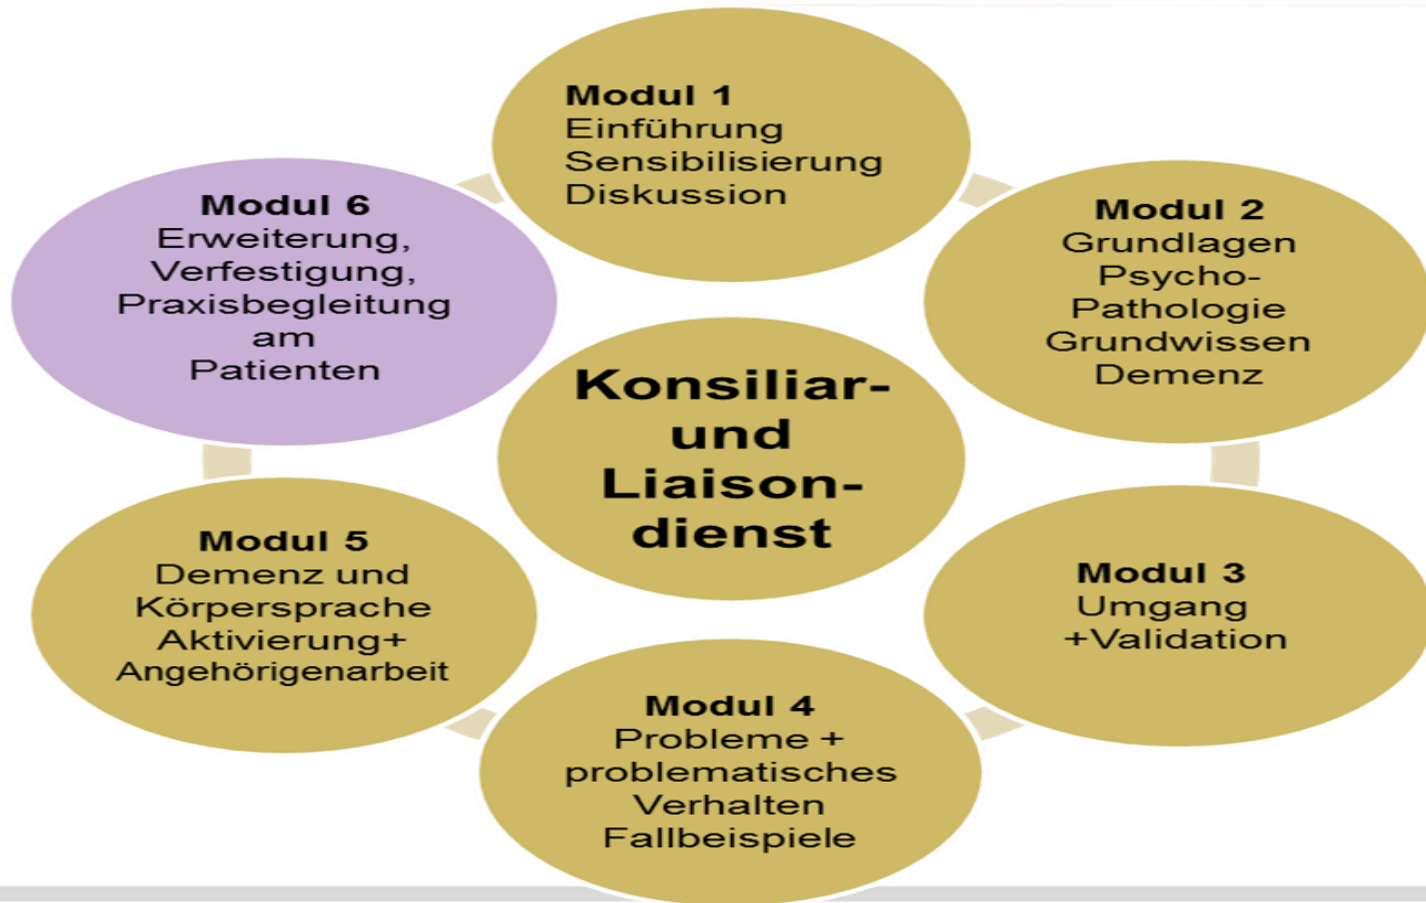 Modul 1
Einführung
Sensibilisierung
Diskussion
Modul 2
Grundlagen
Psycho-
Pathologie
Grundwissen
Demenz
Modul 3
Umgang
+Validation
Modul 4
Probleme +
problematisches
Verhalten
Fallbeispiele
Modul 5
Demenz und
Körpersprache
Aktivierung+
Angehörigenarbeit
Modul 6
Erweiterung,
Verfestigung,
Praxisbegleitung
am
Patienten
Konsiliar-
und
Liaison-
dienst